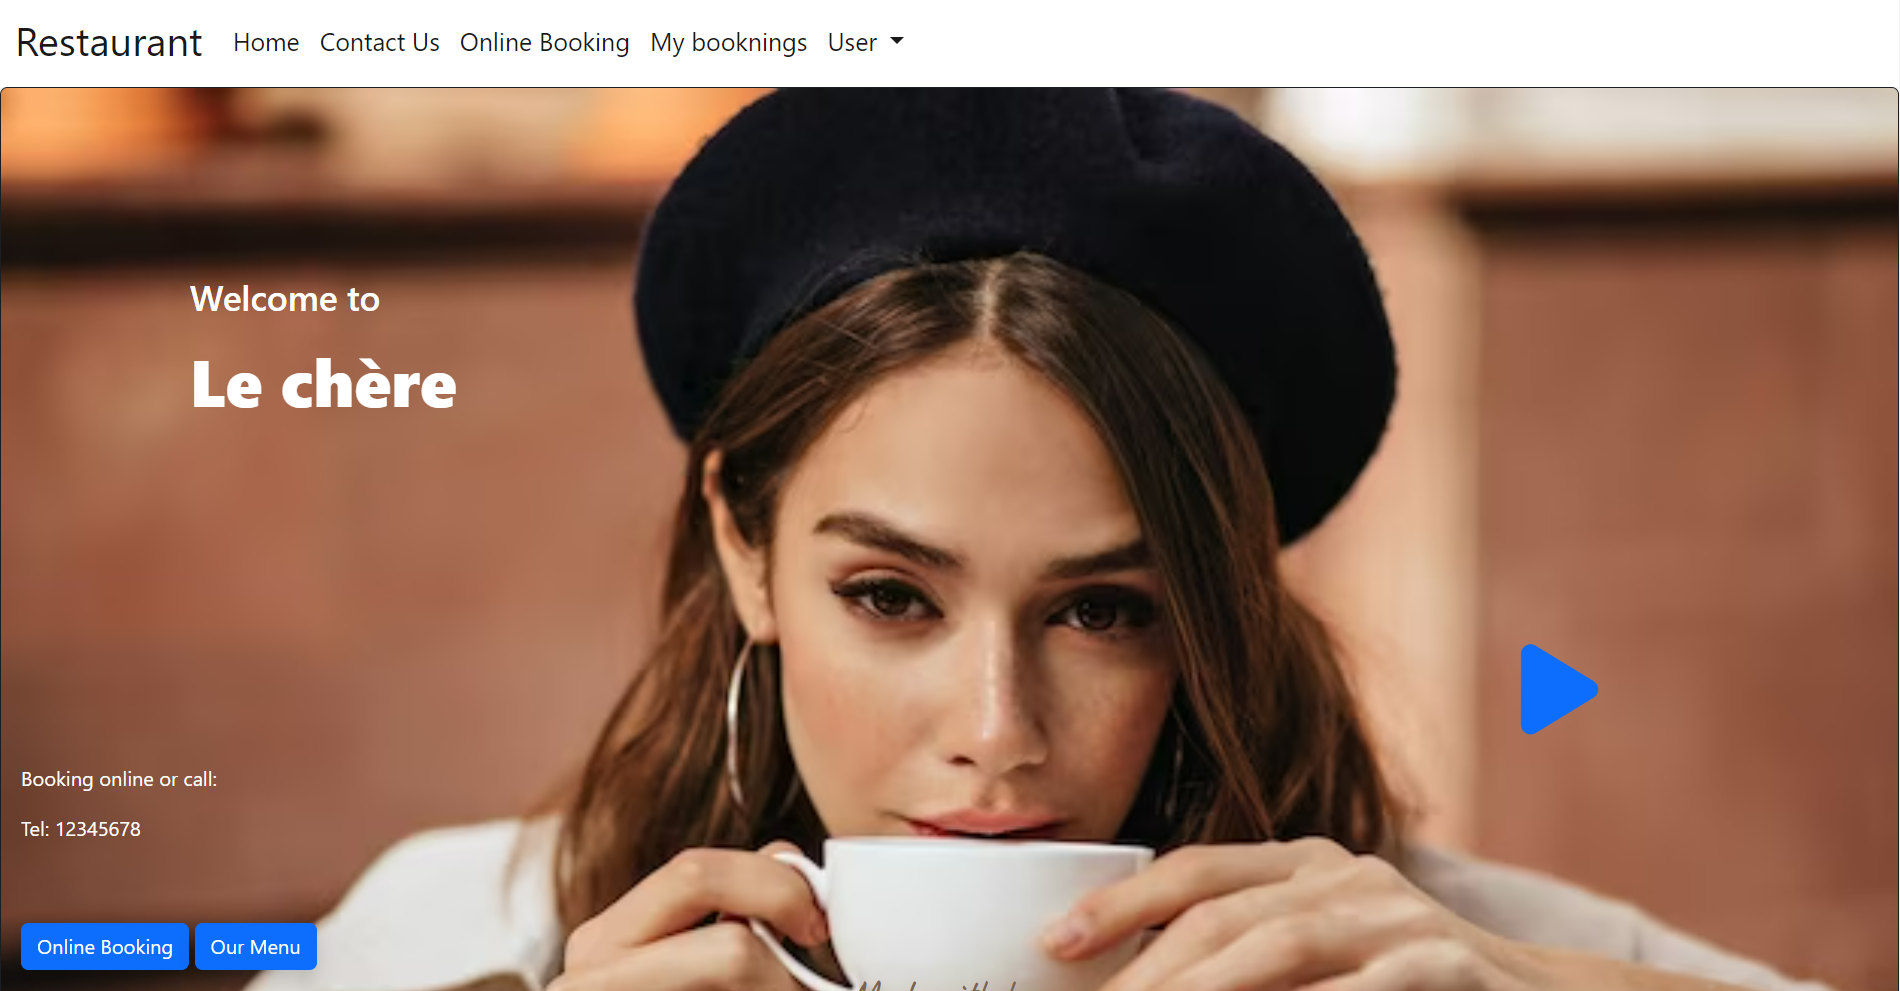 Restaurant Home Contact Us Online Booking My booknings User
Welcome to
Le chère
Booking online or call:
Tel: 12345678
Online Booking Our Menu